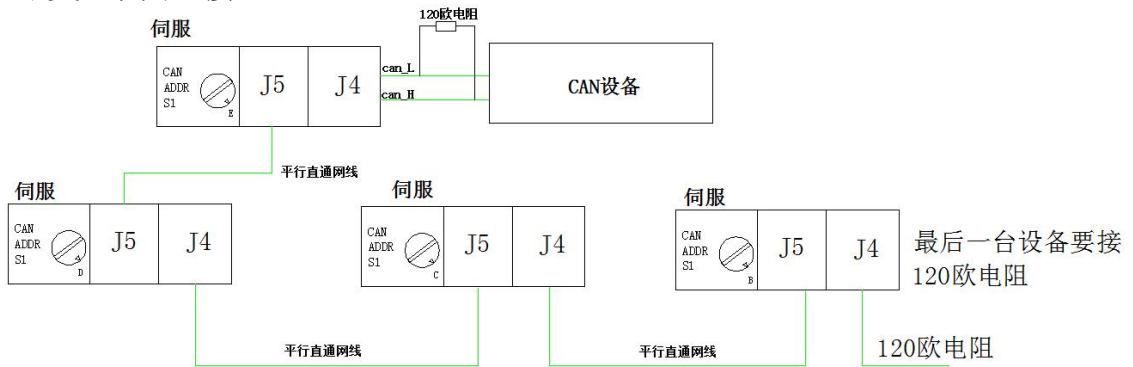 120欧电阻
伺服
CAN
ADDR
S1
E
J5
J4
can_L
can_H
CAN设备
平行直通网线
伺服
CAN
ADDR
S1
D
J5
J4
伺服
CAN
ADDR
S1
C
J5
J4
伺服
CAN
ADDR
S1
B
J5
J4
最后一台设备要接
120欧电阻
平行直通网线
平行直通网线
120欧电阻